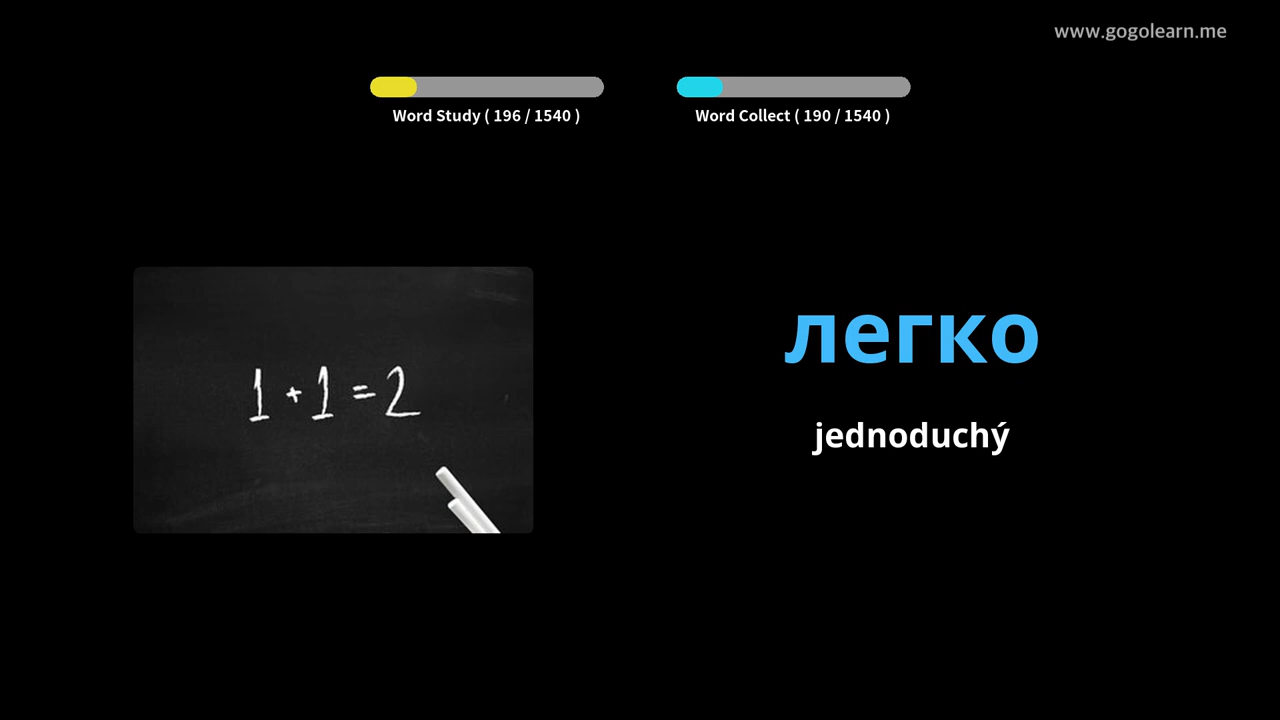 www.gogolearn.me
Word Study ( 196 / 1540 )
Word Collect ( 190 / 1540 )
1 + 1 = 2
легко
jednoduchý